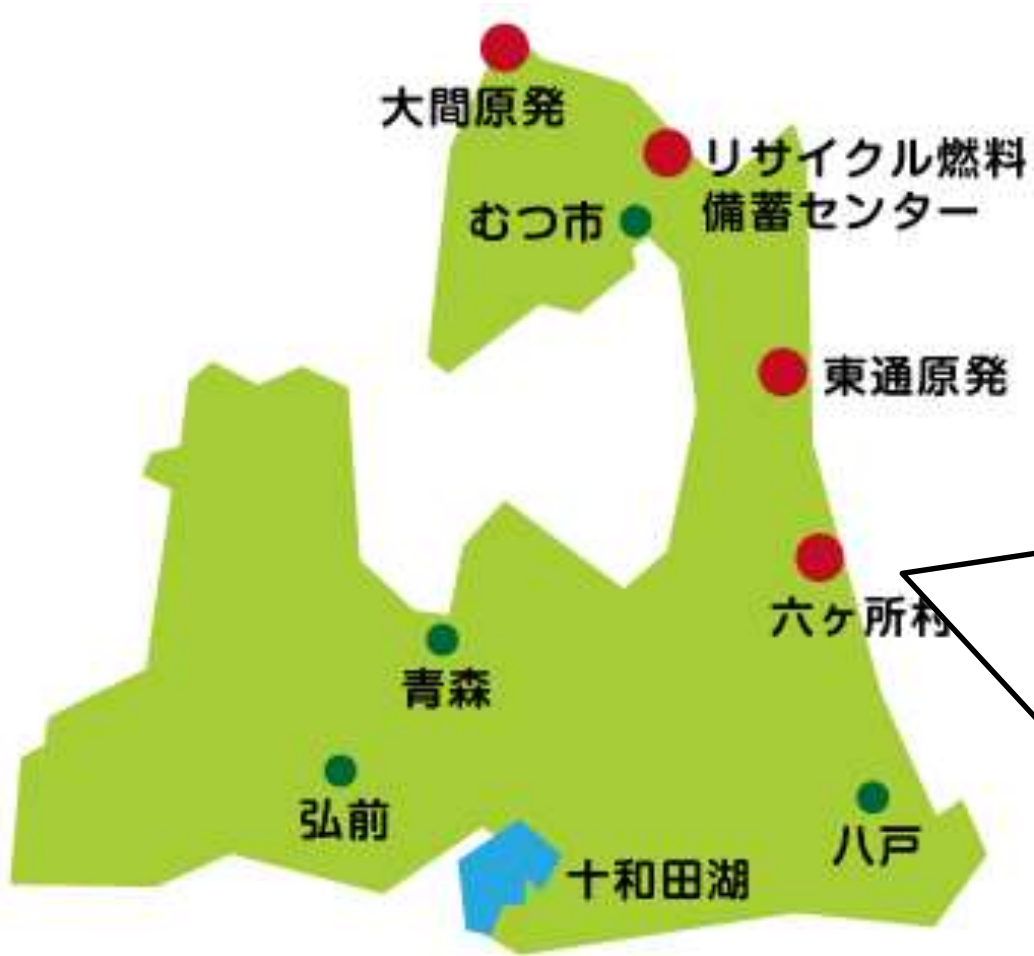 大間原発
リサイクル燃料
備蓄センター
むつ市
東通原発
六ヶ所村
青森
弘前
八戸
十和田湖